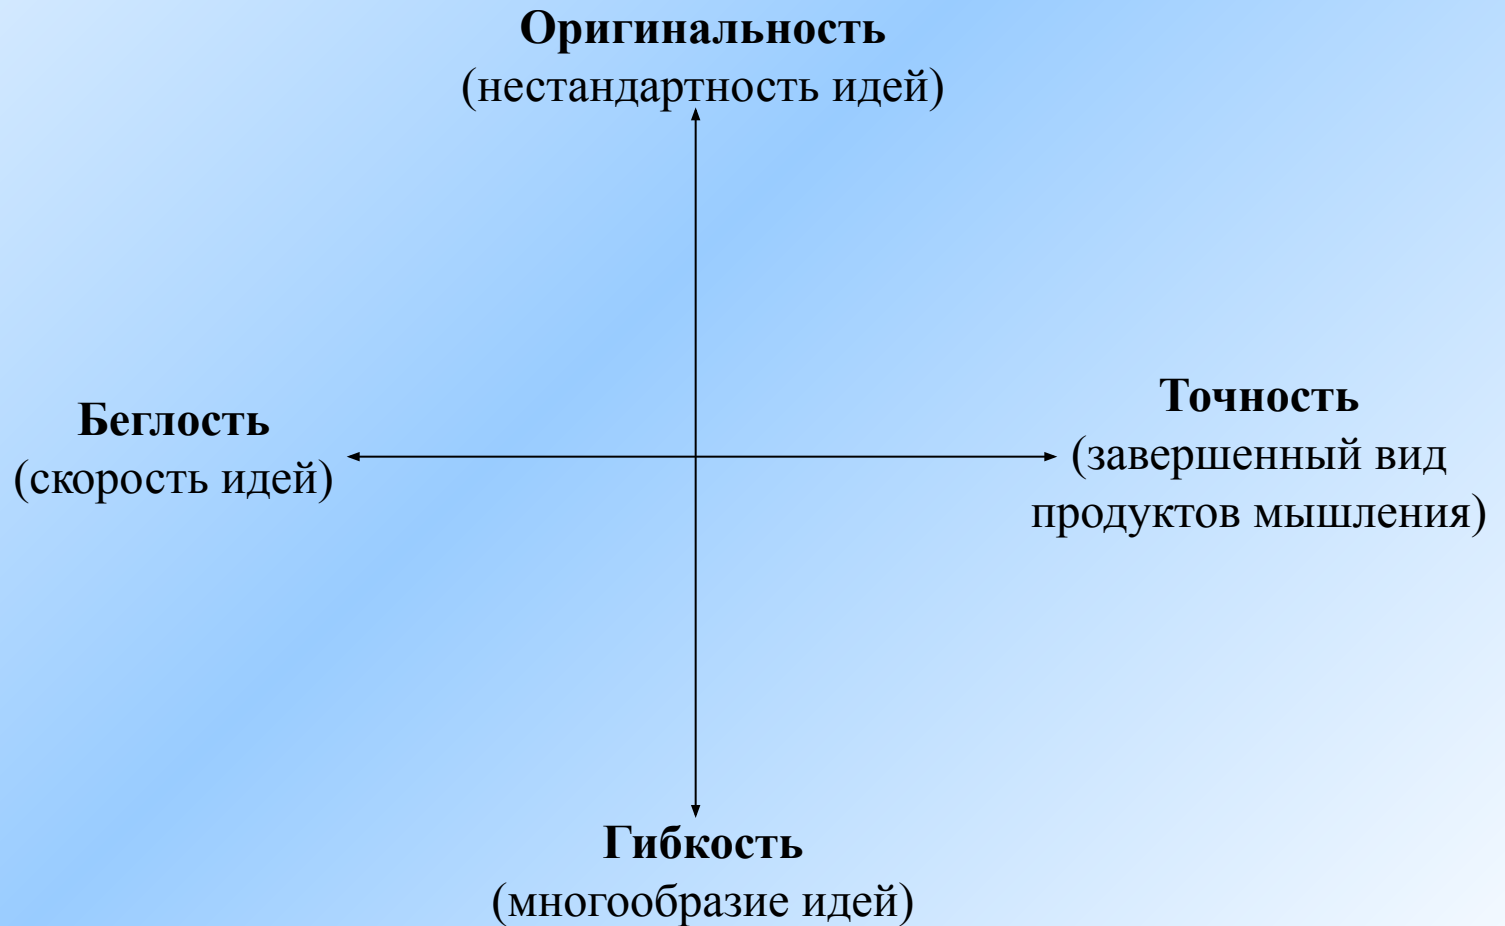 Оригинальность
(нестандартность идей)
Беглость
(скорость идей)
Точность
(завершенный вид
продуктов мышления)
Гибкость
(многообразие идей)